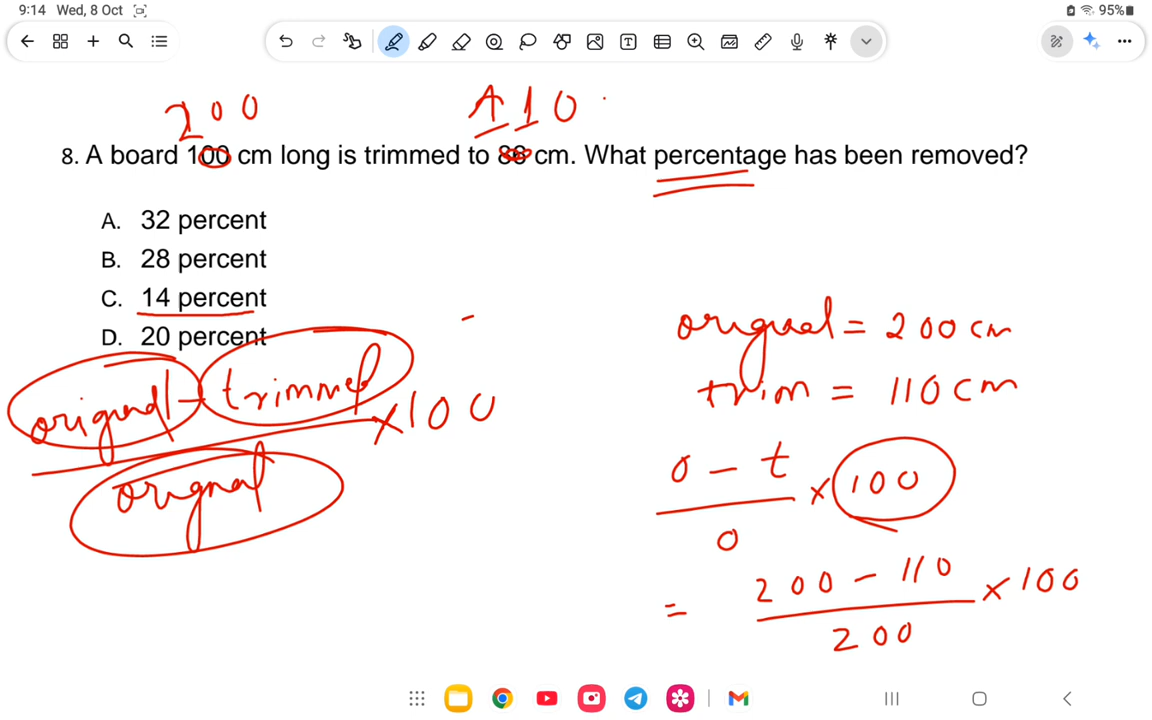 9:14 Wed, 8 Oct 95%
200 A10
8. A board 100 cm long is trimmed to cm. What percentage has been removed?
A. 32 percent
B. 28 percent
C. 14 percent
D. 20 percent
original - trimmed
×100
original
original = 200 cm
trim = 110 cm
o - t
×100
o
= 200 - 110 ×100
200